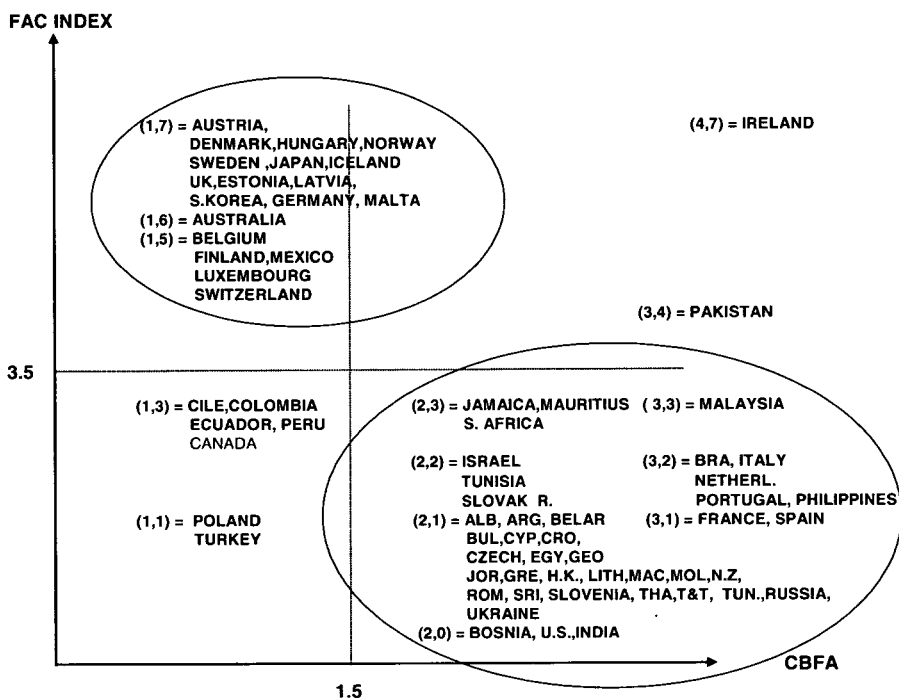 FAC INDEX
(1,7) = AUSTRIA,
DENMARK,HUNGARY,NORWAY
SWEDEN ,JAPAN,ICELAND
UK,ESTONIA,LATVIA,
S.KOREA, GERMANY, MALTA
(1,6) = AUSTRALIA
(1,5) = BELGIUM
FINLAND,MEXICO
LUXEMBOURG
SWITZERLAND
(4,7) = IRELAND
(3,4) = PAKISTAN
3.5
(1,3) = CILE,COLOMBIA
ECUADOR, PERU
CANADA
(1,1) = POLAND
TURKEY
(2,3) = JAMAICA,MAURITIUS
S. AFRICA
(2,2) = ISRAEL
TUNISIA
SLOVAK R.
(2,1) = ALB, ARG, BELAR
BUL,CYP,CRO,
CZECH, EGY,GEO
JOR,GRE, H.K., LITH,MAC,MOL,N.Z,
ROM, SRI, SLOVENIA, THA,T&T, TUN.,RUSSIA,
UKRAINE
(2,0) = BOSNIA, U.S.,INDIA
( 3,3) = MALAYSIA
(3,2) = BRA, ITALY
NETHERL.
PORTUGAL, PHILIPPINES
(3,1) = FRANCE, SPAIN
CBFA
1.5